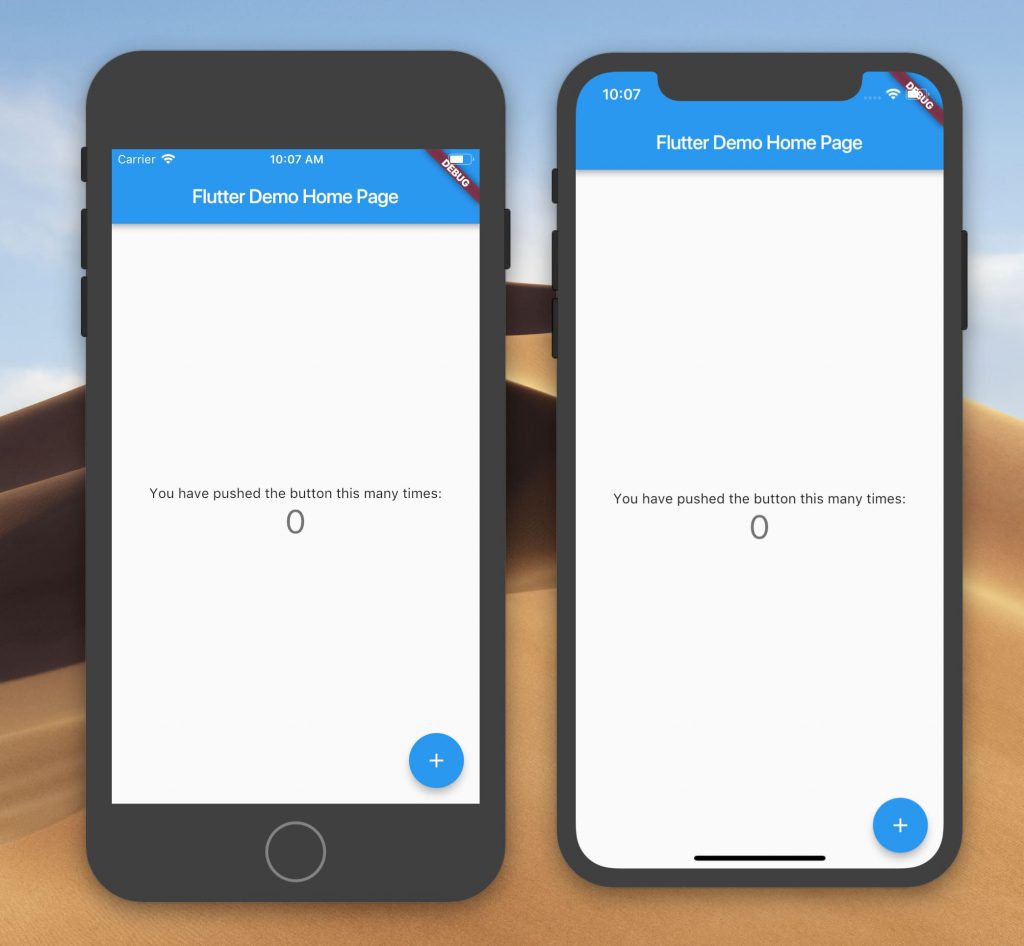 Carrier 10:07 AM
DEBUG
Flutter Demo Home Page
You have pushed the button this many times:
0
+
10:07
DEBUG
Flutter Demo Home Page
You have pushed the button this many times:
0
+